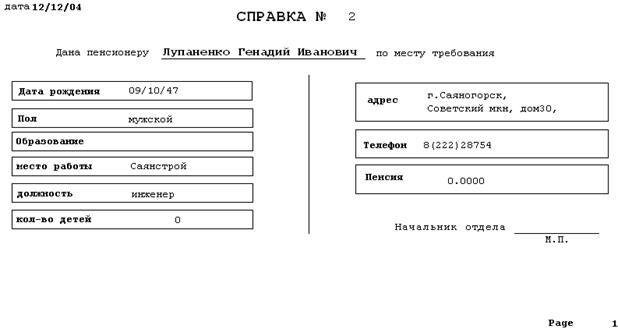 дата 12/12/04
СПРАВКА № 2
Дана пенсионеру Лупаненко Генадий Иванович по месту требования
Дата рождения 09/10/47
Пол мужской
Образование
место работы Саянстрой
должность инженер
кол-во детей 0
адрес г.Саяногорск,
Советский мкн, дом30,
Телефон 8(222)28754
Пенсия 0.0000
Начальник отдела
М.П.
Page 1